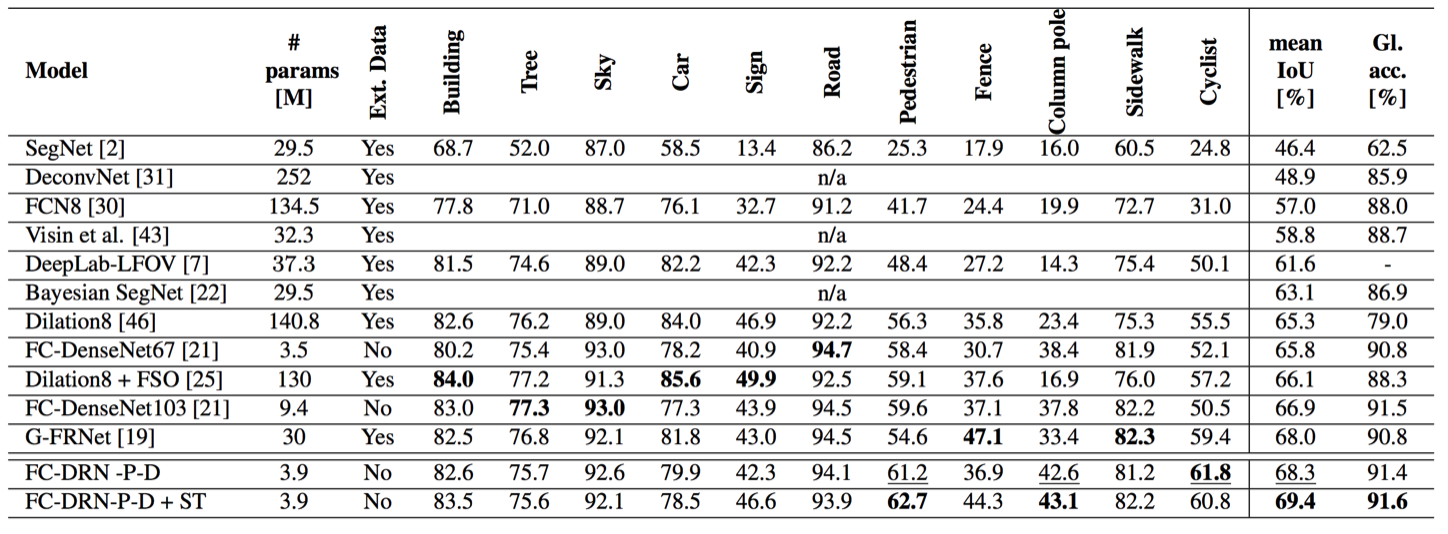 Model # params [M] Ext. Data Building Tree Sky Car Sign Road Pedestrian Fence Column pole Sidewalk Cyclist mean IoU [%] Gl. acc. [%]
SegNet [2] 29.5 Yes 68.7 52.0 87.0 58.5 13.4 86.2 25.3 17.9 16.0 60.5 24.8 46.4 62.5
DeconvNet [31] 252 Yes n/a 48.9 85.9
FCN8 [30] 134.5 Yes 77.8 71.0 88.7 76.1 32.7 91.2 41.7 24.4 19.9 72.7 31.0 57.0 88.0
Visin et al. [43] 32.3 Yes n/a 58.8 88.7
DeepLab-LFOV [7] 37.3 Yes 81.5 74.6 89.0 82.2 42.3 92.2 48.4 27.2 14.3 75.4 50.1 61.6 -
Bayesian SegNet [22] 29.5 Yes n/a 63.1 86.9
Dilation8 [46] 140.8 Yes 82.6 76.2 89.0 84.0 46.9 92.2 56.3 35.8 23.4 75.3 55.5 65.3 79.0
FC-DenseNet67 [21] 3.5 No 80.2 75.4 93.0 78.2 40.9 94.7 58.4 30.7 38.4 81.9 52.1 65.8 90.8
Dilation8 + FSO [25] 130 Yes 84.0 77.2 91.3 85.6 49.9 92.5 59.1 37.6 16.9 76.0 57.2 66.1 88.3
FC-DenseNet103 [21] 9.4 No 83.0 77.3 93.0 77.3 43.9 94.5 59.6 37.1 37.8 82.2 50.5 66.9 91.5
G-FRNet [19] 30 Yes 82.5 76.8 92.1 81.8 43.0 94.5 54.6 47.1 33.4 82.3 59.4 68.0 90.8
FC-DRN -P-D 3.9 No 82.6 75.7 92.6 79.9 42.3 94.1 61.2 36.9 42.6 81.2 61.8 68.3 91.4
FC-DRN-P-D + ST 3.9 No 83.5 75.6 92.1 78.5 46.6 93.9 62.7 44.3 43.1 82.2 60.8 69.4 91.6